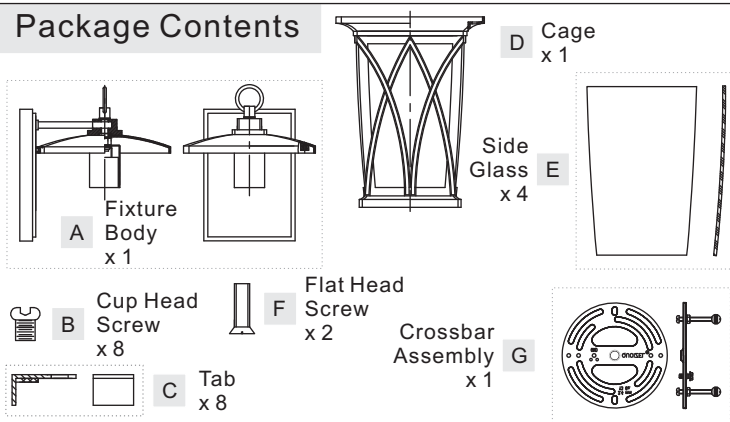 Package Contents
D Cage
x 1
Side
Glass
x 4
E
A Fixture
Body
x 1
B Cup Head
Screw
x 8
F Flat Head
Screw
x 2
C Tab
x 8
Crossbar
Assembly
x 1
G